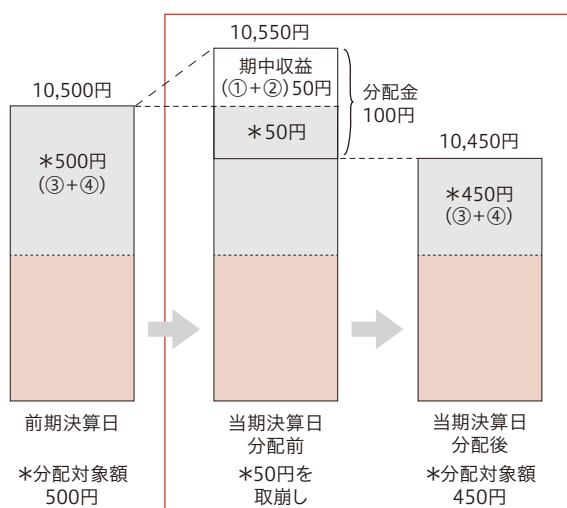 10,500円
＊500円
(③+④)
前期決算日
＊分配対象額
500円
10,550円
期中収益
(①+②)50円
＊50円
分配金
100円
当期決算日
分配前
＊50円を
取崩し
10,450円
＊450円
(③+④)
当期決算日
分配後
＊分配対象額
450円